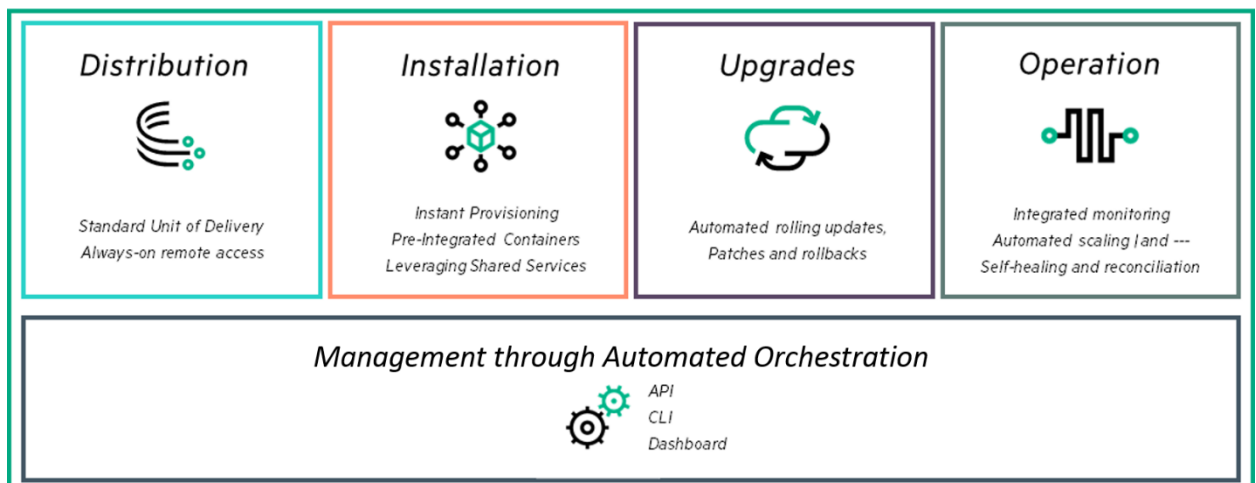 Distribution
Standard Unit of Delivery
Always-on remote access
Installation
Instant Provisioning
Pre-Integrated Containers
Leveraging Shared Services
Upgrades
Automated rolling updates,
Patches and rollbacks
Operation
Integrated monitoring
Automated scaling |and ---
Self-healing and reconciliation
Management through Automated Orchestration
API
CLI
Dashboard